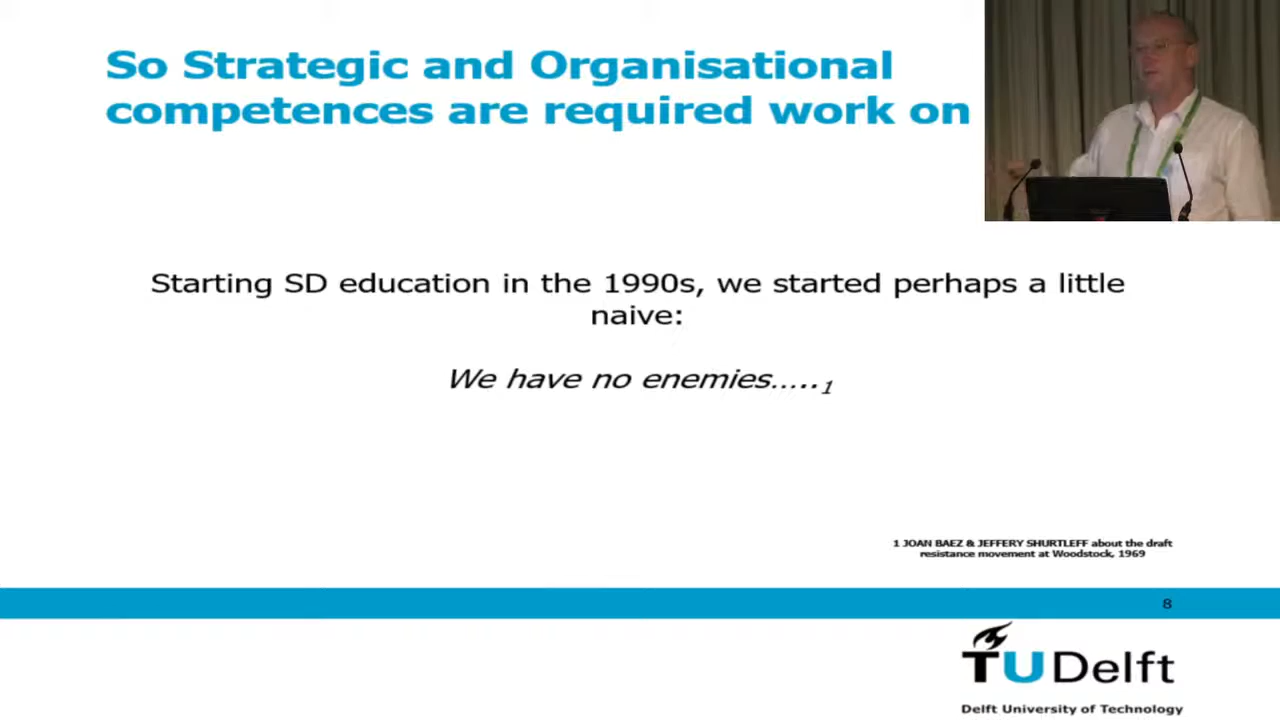 So Strategic and Organisational
competences are required work on
Starting SD education in the 1990s, we started perhaps a little
naive:
We have no enemies.....1
1 JOAN BAEZ & JEFFERY SHURTLEFF about the draft
resistance movement at Woodstock, 1969
8
TUDelft
Delft University of Technology